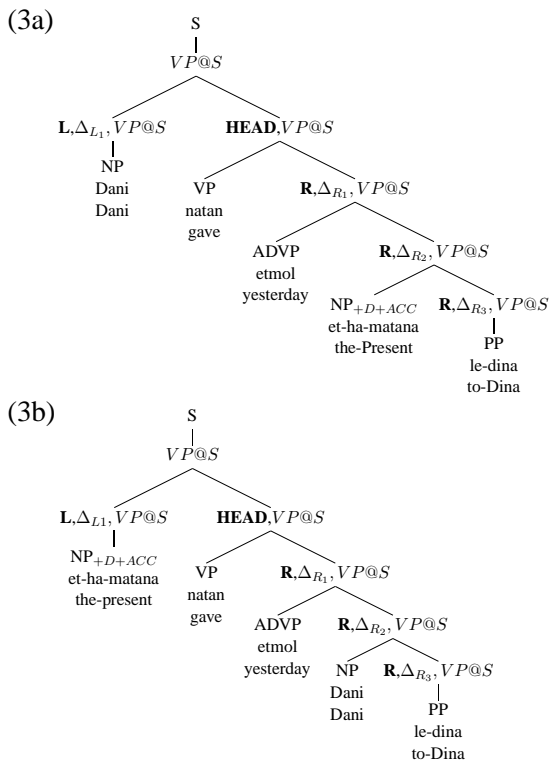 (3a)
S
VP@S
L,Δ_{L_1},VP@S HEAD,VP@S
NP
Dani
Dani
VP
natan
gave
R,Δ_{R_1},VP@S
ADVP
etmol
yesterday
R,Δ_{R_2},VP@S
NP_{+D+ACC}
et-ha-matana
the-Present
R,Δ_{R_3},VP@S
PP
le-dina
to-Dina
(3b)
S
VP@S
L,Δ_{L1},VP@S HEAD,VP@S
NP_{+D+ACC}
et-ha-matana
the-present
VP
natan
gave
R,Δ_{R_1},VP@S
ADVP
etmol
yesterday
R,Δ_{R_2},VP@S
NP
Dani
Dani
R,Δ_{R_3},VP@S
PP
le-dina
to-Dina